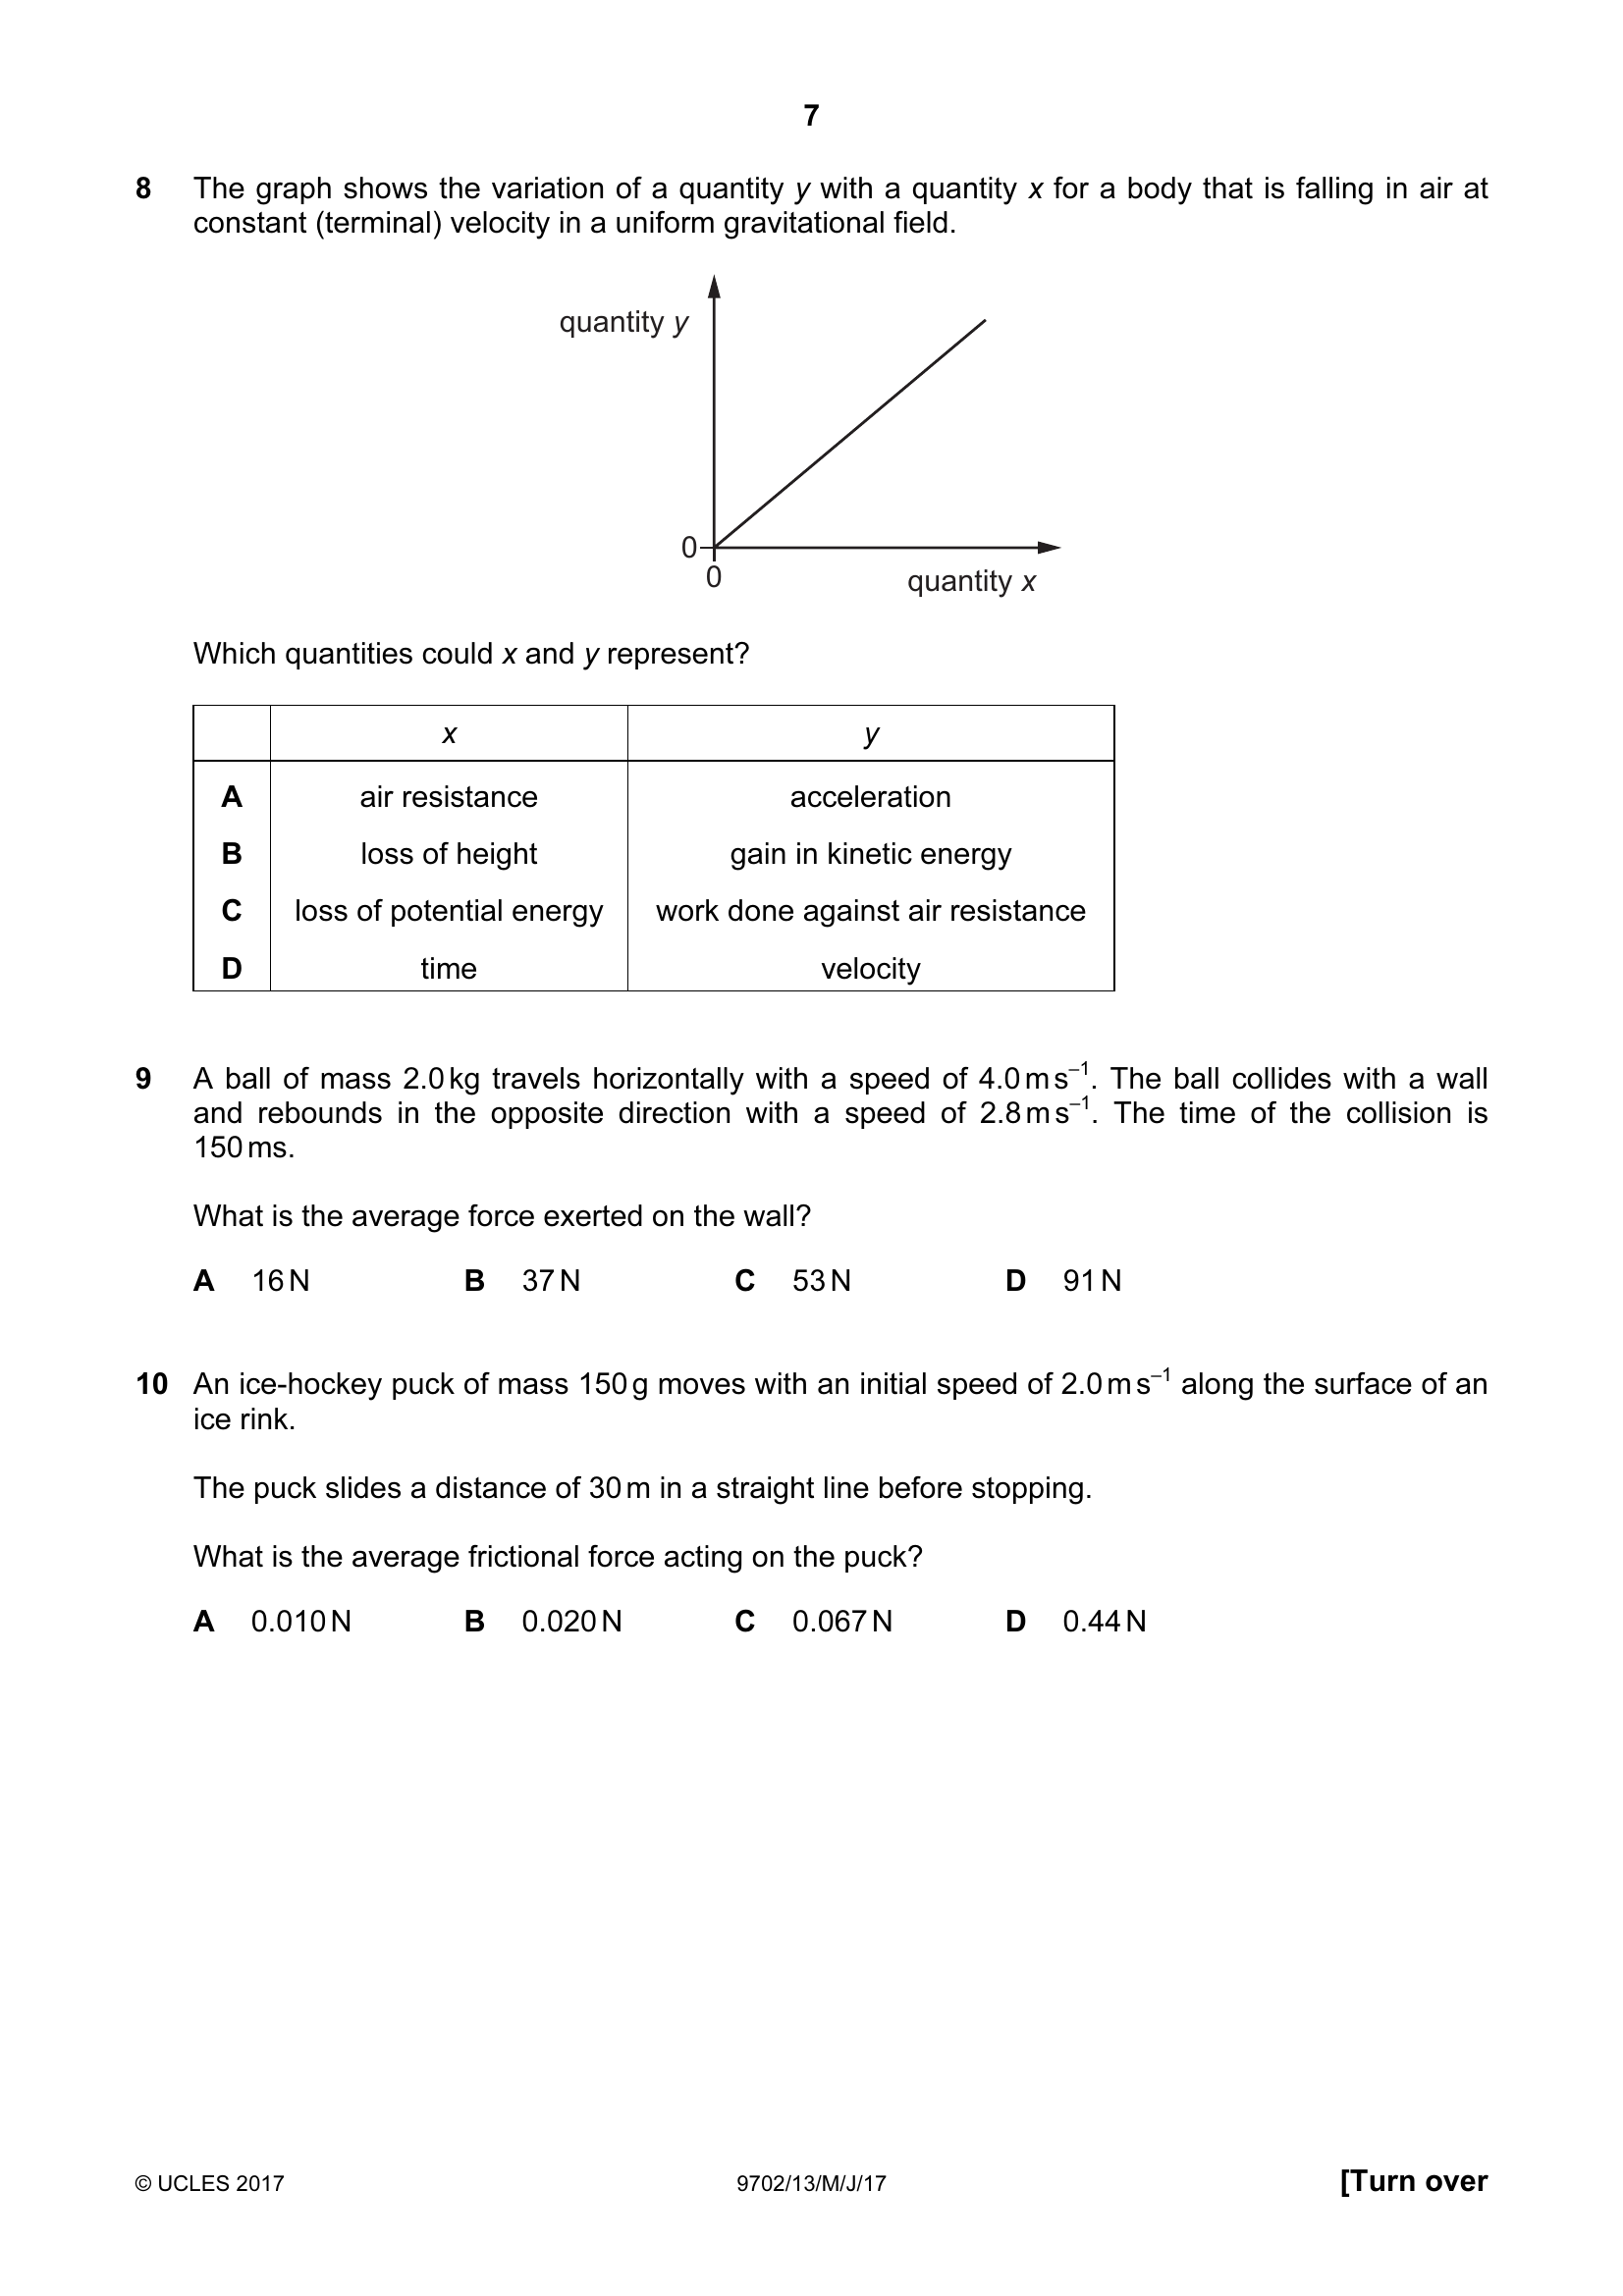 7
8 The graph shows the variation of a quantity y with a quantity x for a body that is falling in air at
constant (terminal) velocity in a uniform gravitational field.
quantity y
0
0
quantity x
Which quantities could x and y represent?
x y
A air resistance acceleration
B loss of height gain in kinetic energy
C loss of potential energy work done against air resistance
D time velocity
9 A ball of mass 2.0 kg travels horizontally with a speed of 4.0 m s⁻¹. The ball collides with a wall
and rebounds in the opposite direction with a speed of 2.8 m s⁻¹. The time of the collision is
150 ms.
What is the average force exerted on the wall?
A 16 N B 37 N C 53 N D 91 N
10 An ice-hockey puck of mass 150 g moves with an initial speed of 2.0 m s⁻¹ along the surface of an
ice rink.
The puck slides a distance of 30 m in a straight line before stopping.
What is the average frictional force acting on the puck?
A 0.010 N B 0.020 N C 0.067 N D 0.44 N
© UCLES 2017 9702/13/M/J/17 [Turn over